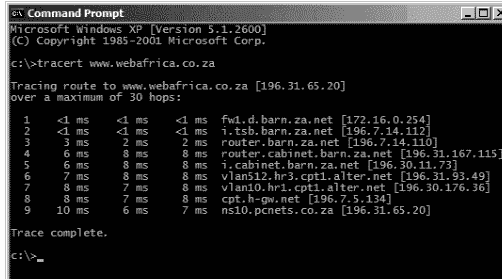 Command Prompt
Microsoft Windows XP [Version 5.1.2600]
(C) Copyright 1985-2001 Microsoft Corp.
c:\>tracert www.webafrica.co.za
Tracing route to www.webafrica.co.za [196.31.65.20]
over a maximum of 30 hops:
1 <1 ms <1 ms <1 ms fw1.d.barn.za.net [172.16.0.254]
2 <1 ms <1 ms <1 ms i.tsb.barn.za.net [196.7.14.112]
3 3 ms 2 ms 2 ms router.barn.za.net [196.7.14.110]
4 6 ms 8 ms 8 ms router.cabinet.barn.za.net [196.31.167.115]
5 6 ms 8 ms 8 ms i.cabinet.barn.za.net [196.30.11.73]
6 7 ms 8 ms 8 ms vlan512.hr3.cpt1.alter.net [196.31.93.49]
7 8 ms 7 ms 8 ms vlan10.hr1.cpt1.alter.net [196.30.176.36]
8 8 ms 7 ms 8 ms cpt.h-gw.net [196.7.5.134]
9 10 ms 6 ms 7 ms ns10.pcnets.co.za [196.31.65.20]
Trace complete.
c:\>_